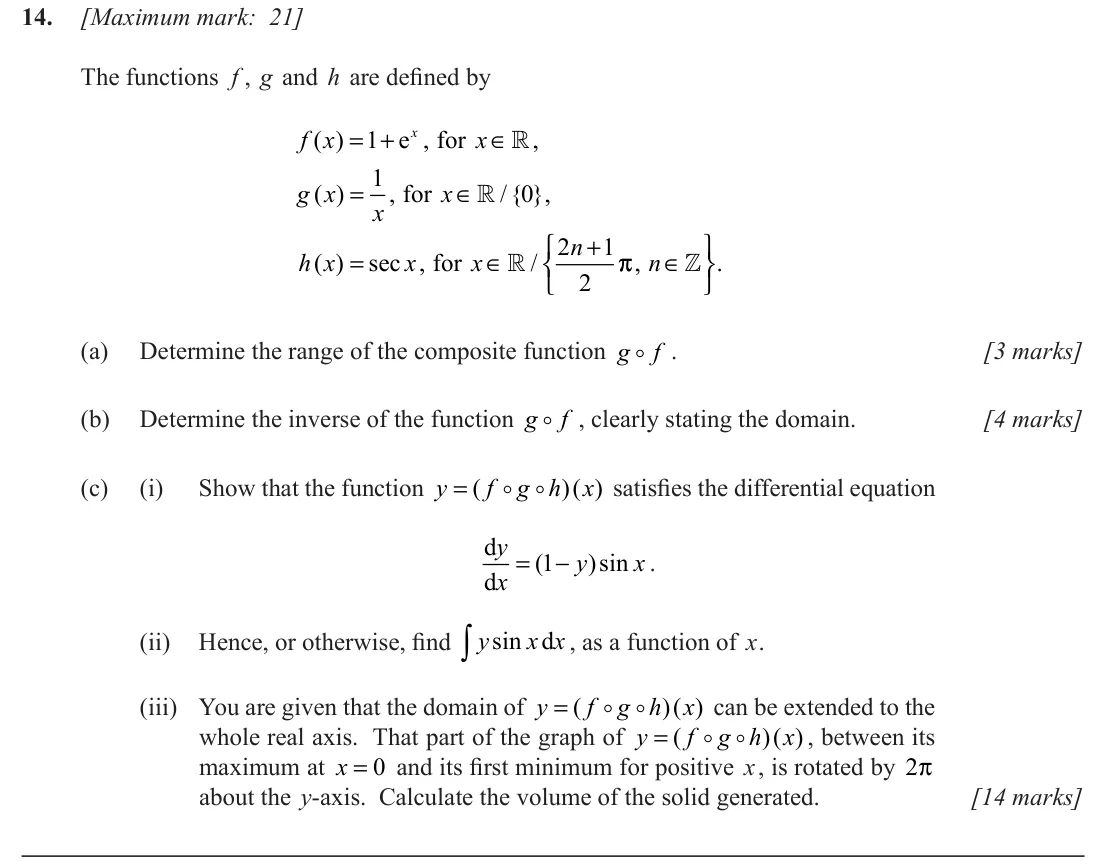 14. [Maximum mark: 21]
The functions f, g and h are defined by
f(x) = 1 + eˣ, for x ∈ ℝ,
g(x) = 1/x, for x ∈ ℝ / {0},
h(x) = sec x, for x ∈ ℝ / {(2n+1)/2 π, n ∈ ℤ}.
(a) Determine the range of the composite function g ∘ f. [3 marks]
(b) Determine the inverse of the function g ∘ f, clearly stating the domain. [4 marks]
(c) (i) Show that the function y = (f ∘ g ∘ h)(x) satisfies the differential equation
dy/dx = (1 − y) sin x.
(ii) Hence, or otherwise, find ∫ y sin x dx, as a function of x.
(iii) You are given that the domain of y = (f ∘ g ∘ h)(x) can be extended to the
whole real axis. That part of the graph of y = (f ∘ g ∘ h)(x), between its
maximum at x = 0 and its first minimum for positive x, is rotated by 2π
about the y-axis. Calculate the volume of the solid generated. [14 marks]